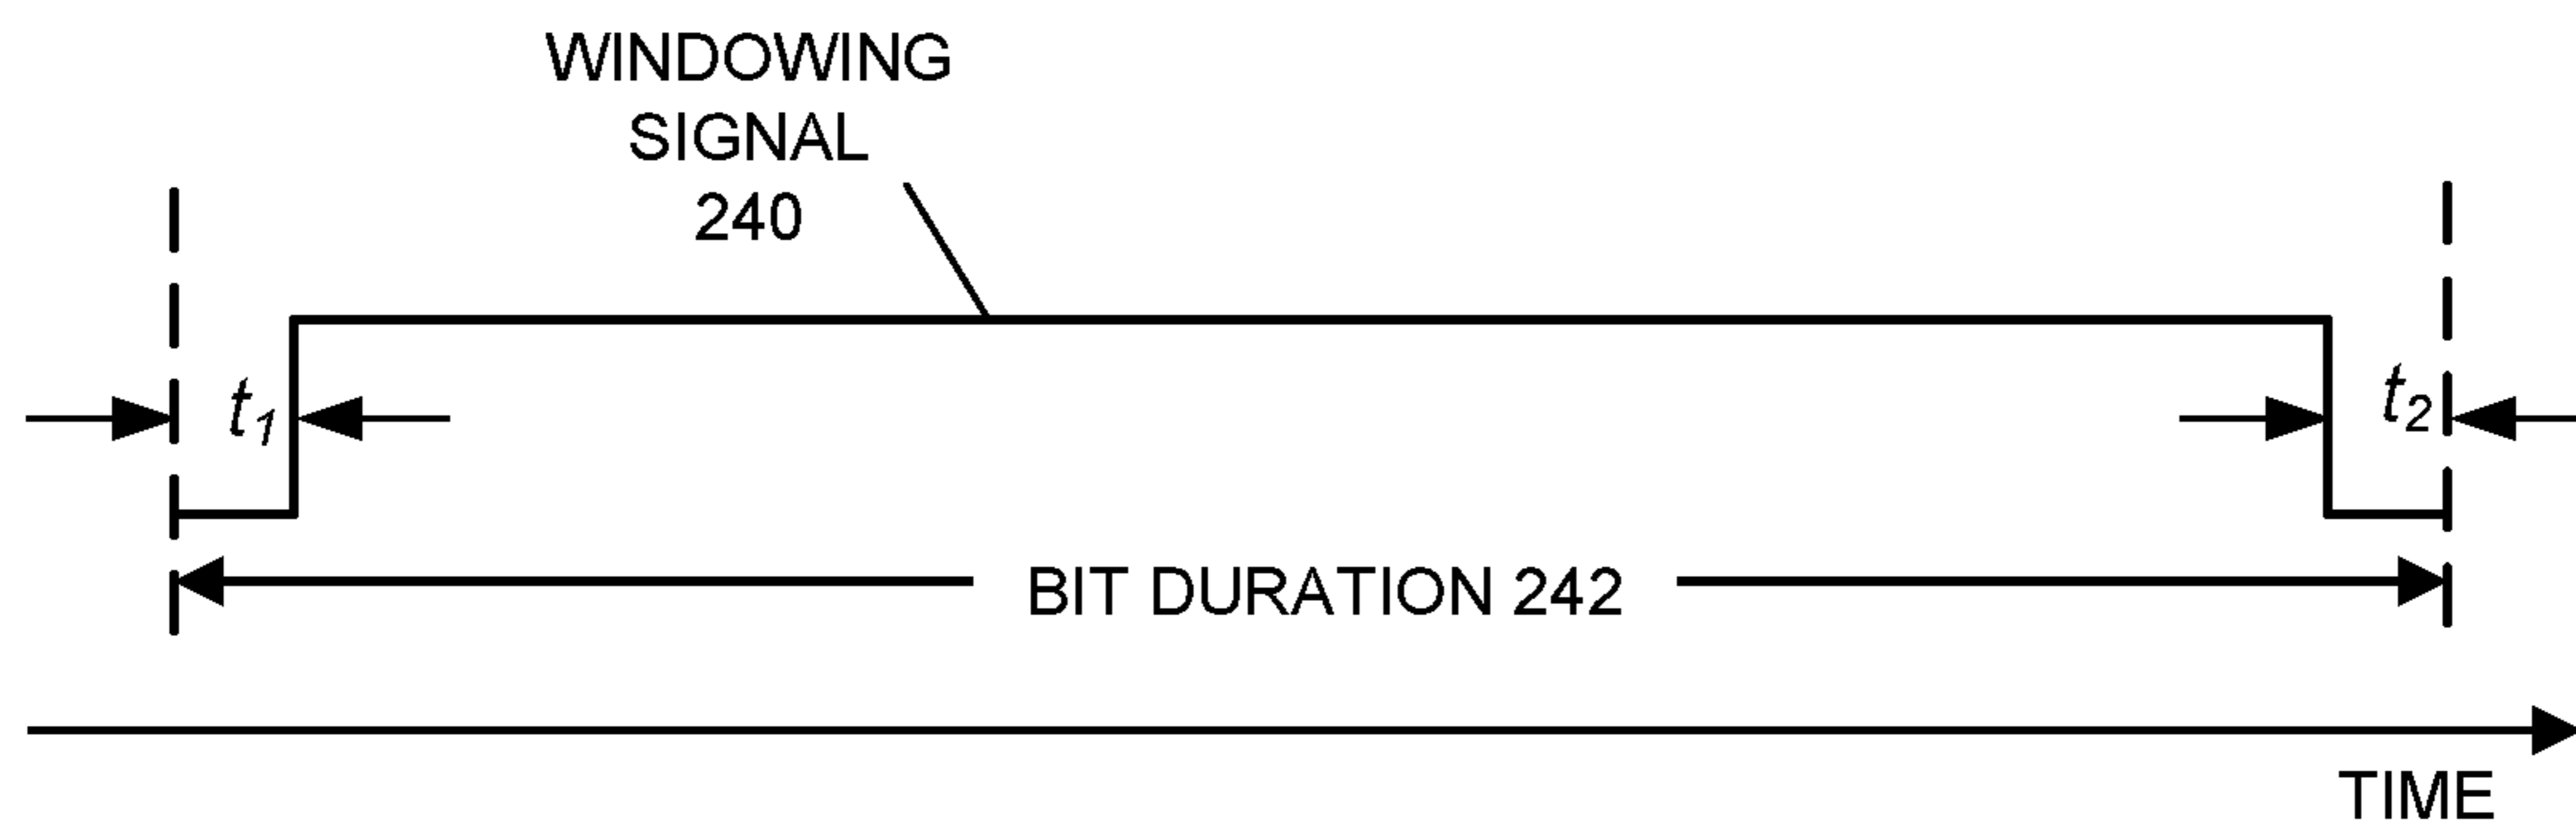 WINDOWING
SIGNAL
240
t1
t2
BIT DURATION 242
TIME